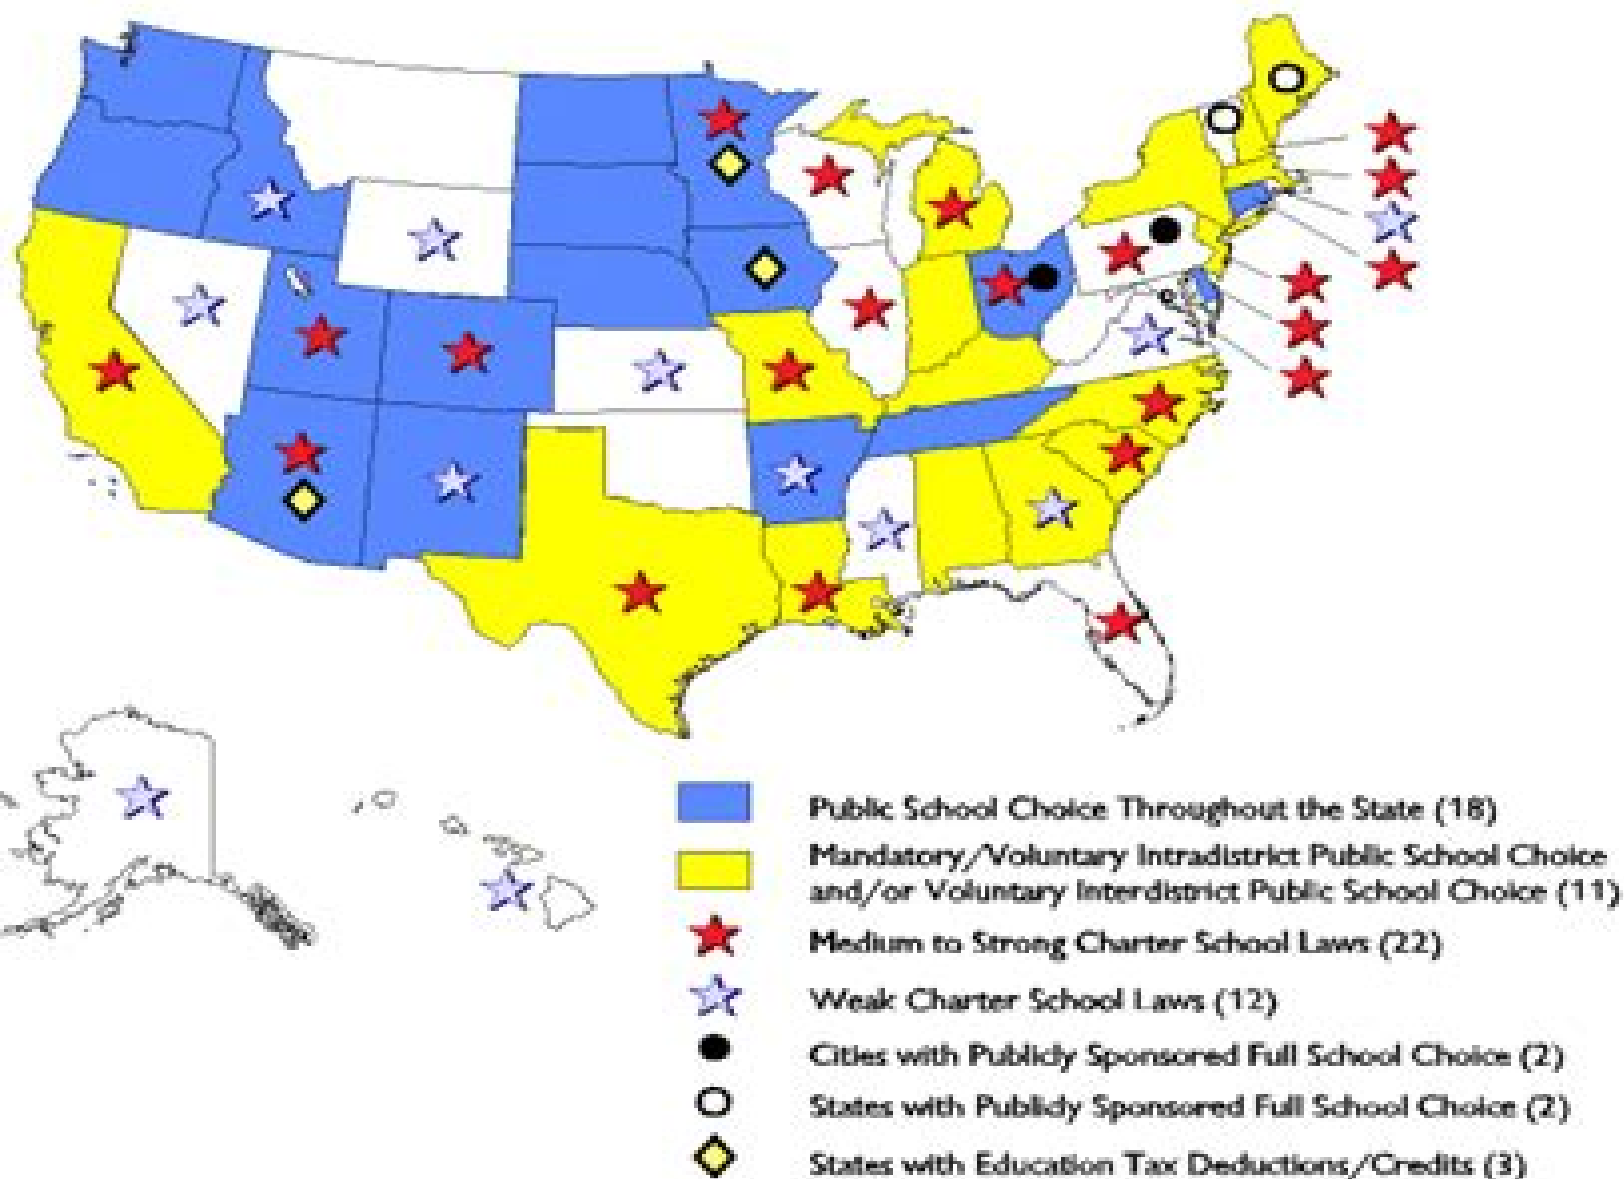 Public School Choice Throughout the State (18)
Mandatory/Voluntary Intradistrict Public School Choice
and/or Voluntary Interdistrict Public School Choice (11)
Medium to Strong Charter School Laws (22)
Weak Charter School Laws (12)
Cities with Publicly Sponsored Full School Choice (2)
States with Publicly Sponsored Full School Choice (2)
States with Education Tax Deductions/Credits (3)